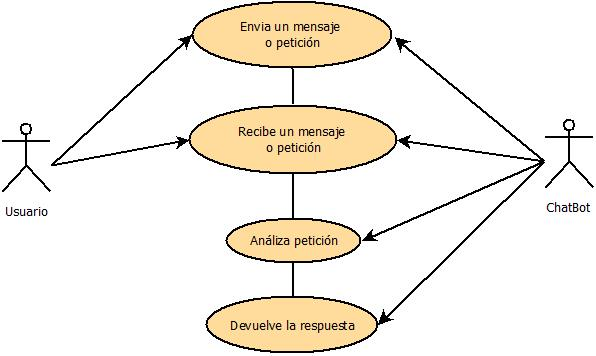 Envia un mensaje
o petición
Recibe un mensaje
o petición
Usuario
ChatBot
Análiza petición
Devuelve la respuesta